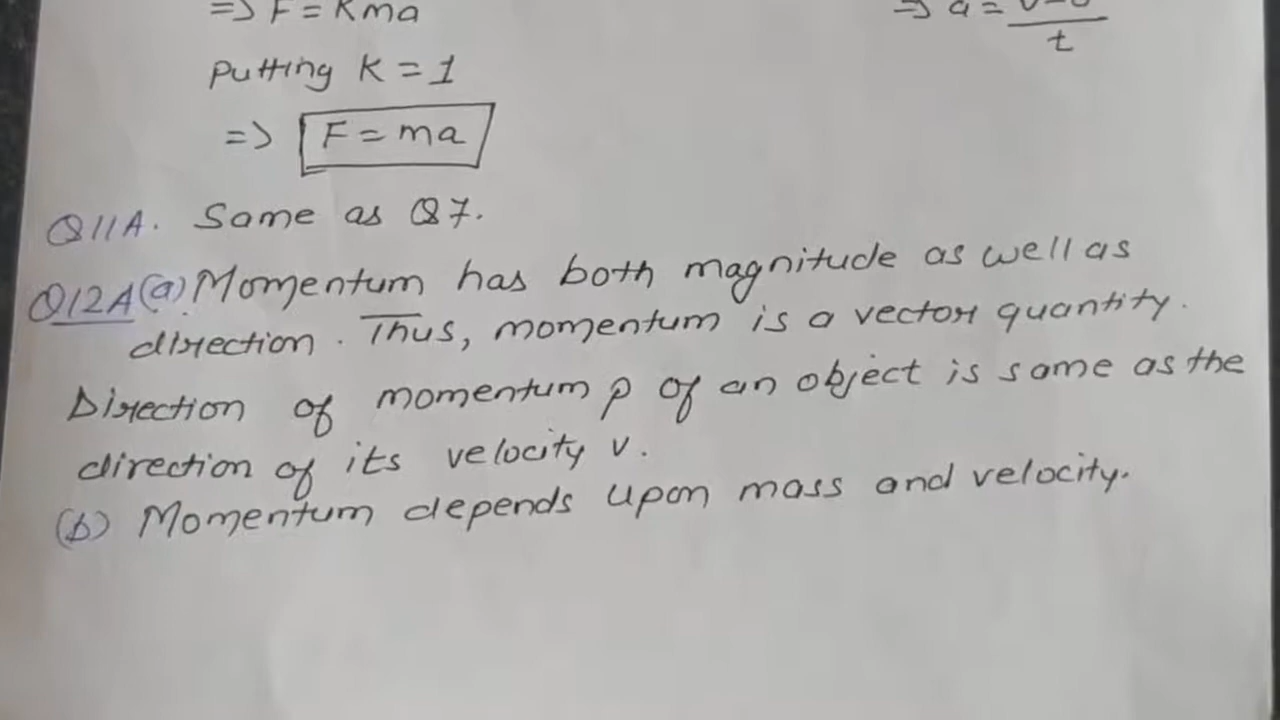 => F = Kma
=> a = v-u
t
Putting K = 1
=> F = ma
Q11A. Same as Q7.
Q12A (a) Momentum has both magnitude as well as
direction. Thus, momentum is a vector quantity.
Direction of momentum p of an object is same as the
direction of its velocity v.
(b) Momentum depends upon mass and velocity.